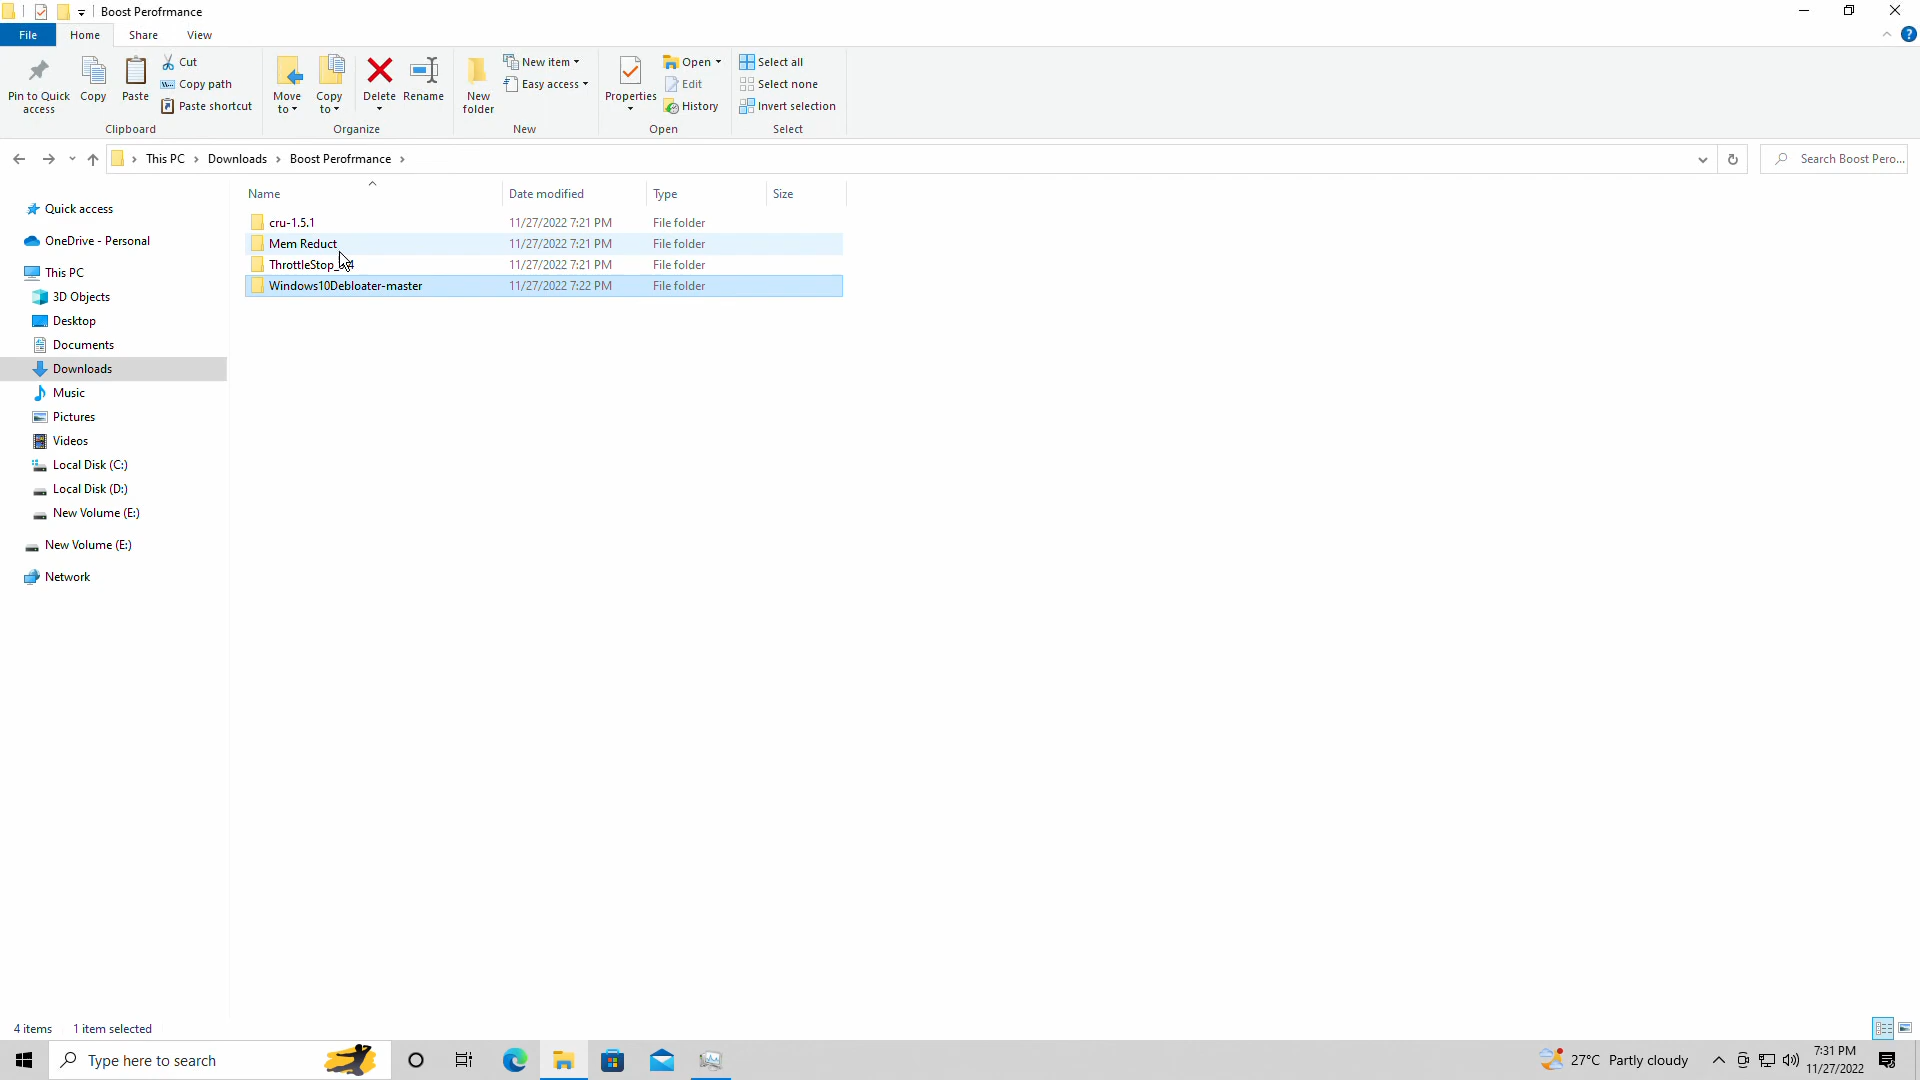 Boost Perofrmance
File
Home
Share
View
Pin to Quick
access
Copy
Paste
Cut
Copy path
Paste shortcut
Clipboard
Move
to
Copy
to
Delete
Rename
Organize
New
folder
New item
Easy access
New
Properties
Open
Edit
History
Open
Select all
Select none
Invert selection
Select
This PC
Downloads
Boost Perofrmance
Search Boost Pero...
Name
Date modified
Type
Size
cru-1.5.1
11/27/2022 7:21 PM
File folder
Mem Reduct
11/27/2022 7:21 PM
File folder
ThrottleStop_
11/27/2022 7:21 PM
File folder
Windows10Debloater-master
11/27/2022 7:22 PM
File folder
Quick access
OneDrive - Personal
This PC
3D Objects
Desktop
Documents
Downloads
Music
Pictures
Videos
Local Disk (C:)
Local Disk (D:)
New Volume (E:)
New Volume (E:)
Network
4 items
1 item selected
Type here to search
27°C Partly cloudy
7:31 PM
11/27/2022